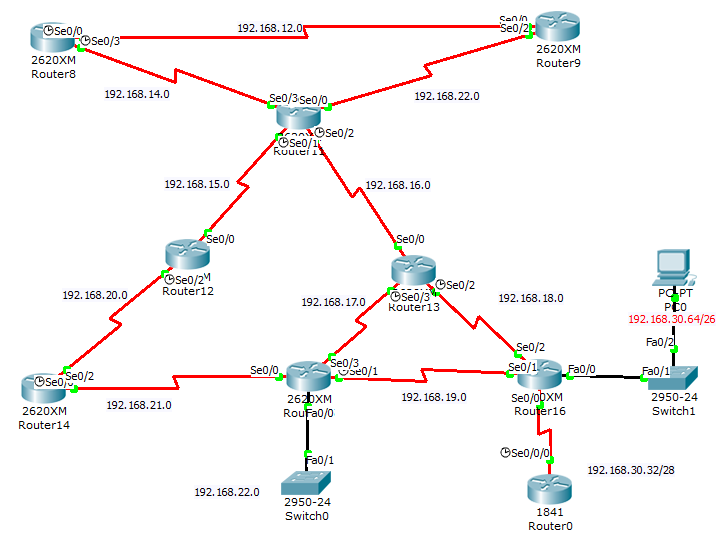 Se0/0
Se0/3
2620XM
Router8
192.168.12.0
Se0/0
Se0/2
2620XM
Router9
192.168.14.0
192.168.22.0
Se0/3
Se0/0
Se0/2
Se0/1
Router11
192.168.15.0
192.168.16.0
Se0/0
Se0/2
Router12
Se0/0
Se0/2
Se0/3
Router13
192.168.20.0
192.168.17.0
192.168.18.0
PC-PT
PC0
192.168.30.64/26
Fa0/2
Se0/2
Se0/2
2620XM
Router14
192.168.21.0
Se0/0
Se0/3
Se0/1
2620XM
Fa0/0
192.168.19.0
Se0/1
Fa0/0
Router16
Se0/0
Fa0/1
2950-24
Switch1
Fa0/1
192.168.22.0
2950-24
Switch0
Se0/0/0
192.168.30.32/28
1841
Router0